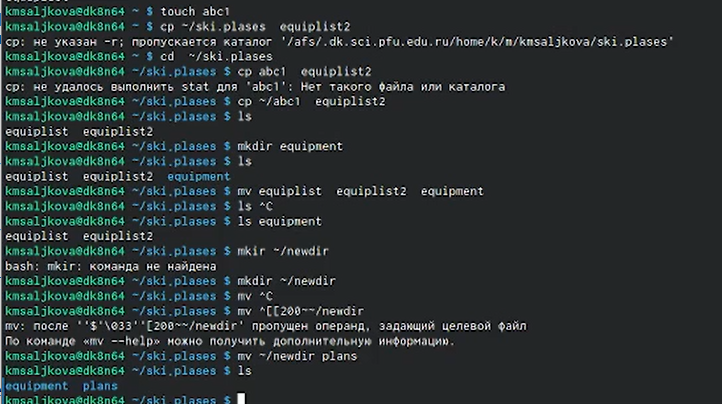 kmsaljkova@dk8n64 ~ $ touch abc1
kmsaljkova@dk8n64 ~ $ cp ~/ski.plases equiplist2
cp: не указан -r; пропускается каталог '/afs/.dk.sci.pfu.edu.ru/home/k/m/kmsaljkova/ski.plases'
kmsaljkova@dk8n64 ~ $ cd ~/ski.plases
kmsaljkova@dk8n64 ~/ski.plases $ cp abc1 equiplist2
cp: не удалось выполнить stat для 'abc1': Нет такого файла или каталога
kmsaljkova@dk8n64 ~/ski.plases $ cp ~/abc1 equiplist2
kmsaljkova@dk8n64 ~/ski.plases $ ls
equiplist equiplist2
kmsaljkova@dk8n64 ~/ski.plases $ mkdir equipment
kmsaljkova@dk8n64 ~/ski.plases $ ls
equiplist equiplist2 equipment
kmsaljkova@dk8n64 ~/ski.plases $ mv equiplist equiplist2 equipment
kmsaljkova@dk8n64 ~/ski.plases $ ls ^C
kmsaljkova@dk8n64 ~/ski.plases $ ls equipment
equiplist equiplist2
kmsaljkova@dk8n64 ~/ski.plases $ mkir ~/newdir
bash: mkir: команда не найдена
kmsaljkova@dk8n64 ~/ski.plases $ mkdir ~/newdir
kmsaljkova@dk8n64 ~/ski.plases $ mv ^C
kmsaljkova@dk8n64 ~/ski.plases $ mv ^[[200~~/newdir
mv: после ''$'\033''[200~~/newdir' пропущен операнд, задающий целевой файл
По команде «mv --help» можно получить дополнительную информацию.
kmsaljkova@dk8n64 ~/ski.plases $ mv ~/newdir plans
kmsaljkova@dk8n64 ~/ski.plases $ ls
equipment plans
kmsaljkova@dk8n64 ~/ski.plases $